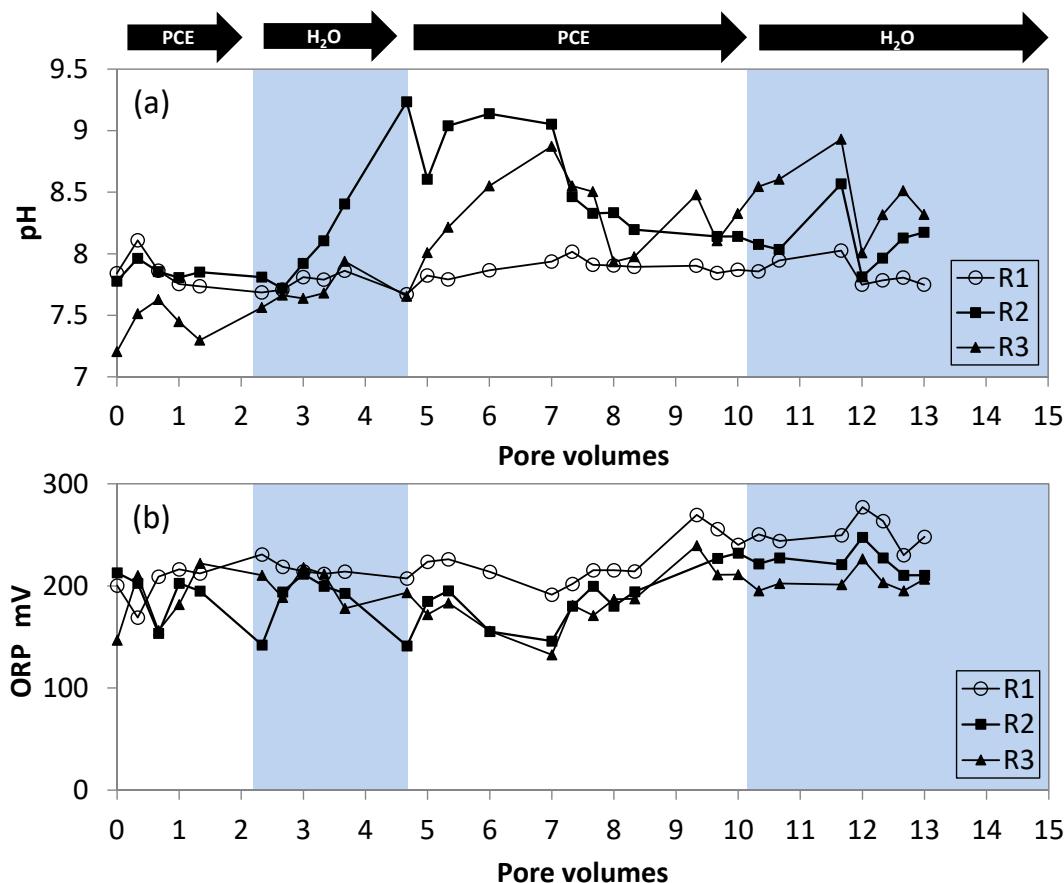 PCE H₂O PCE H₂O
(a)
9.5
9
8.5
8
7.5
7
pH
R1
R2
R3
0 1 2 3 4 5 6 7 8 9 10 11 12 13 14 15
Pore volumes
(b)
300
200
100
0
ORP mV
R1
R2
R3
0 1 2 3 4 5 6 7 8 9 10 11 12 13 14 15
Pore volumes